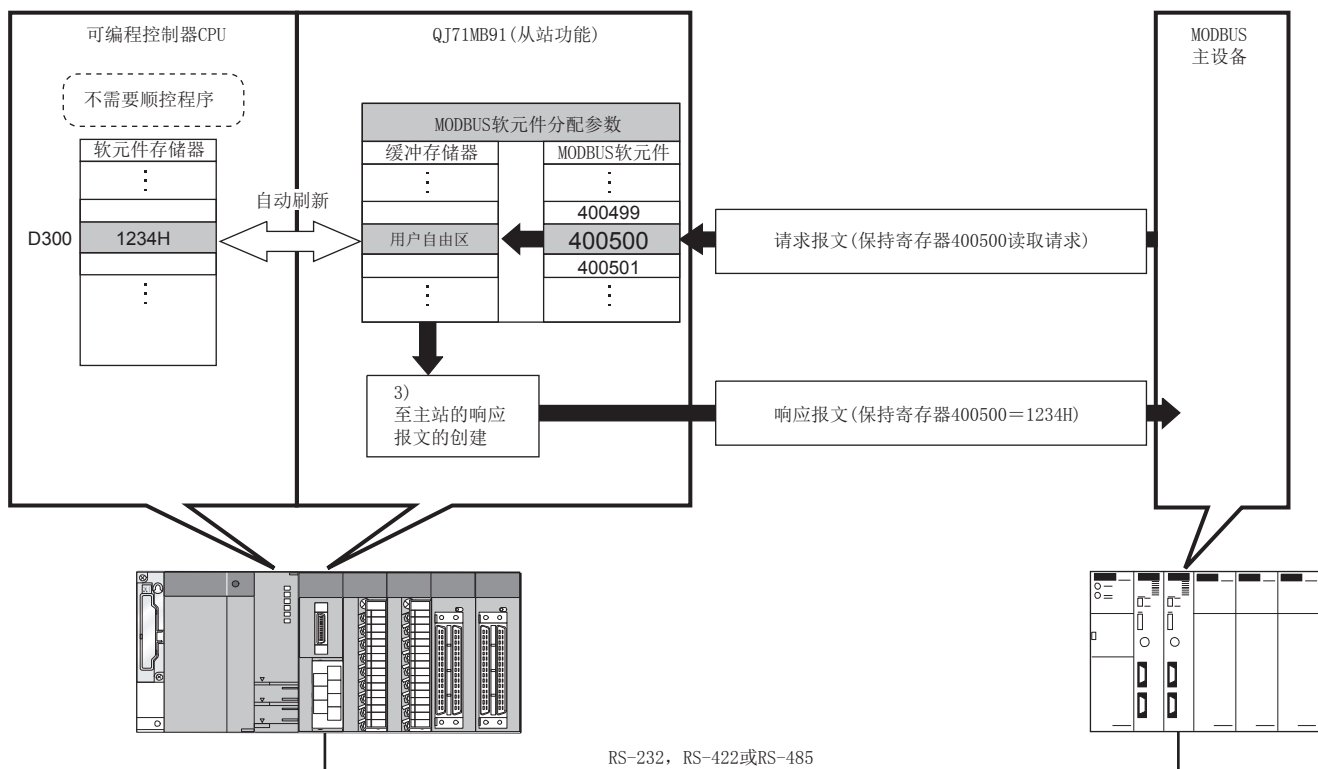 可编程控制器CPU
QJ71MB91(从站功能)
MODBUS
主设备
不需要顺控程序
MODBUS软元件分配参数
软元件存储器
缓冲存储器
MODBUS软元件
自动刷新
400499
D300
1234H
用户自由区
400500
请求报文(保持寄存器400500读取请求)
400501
3)
至主站的响应
报文的创建
响应报文(保持寄存器400500=1234H)
RS-232，RS-422或RS-485